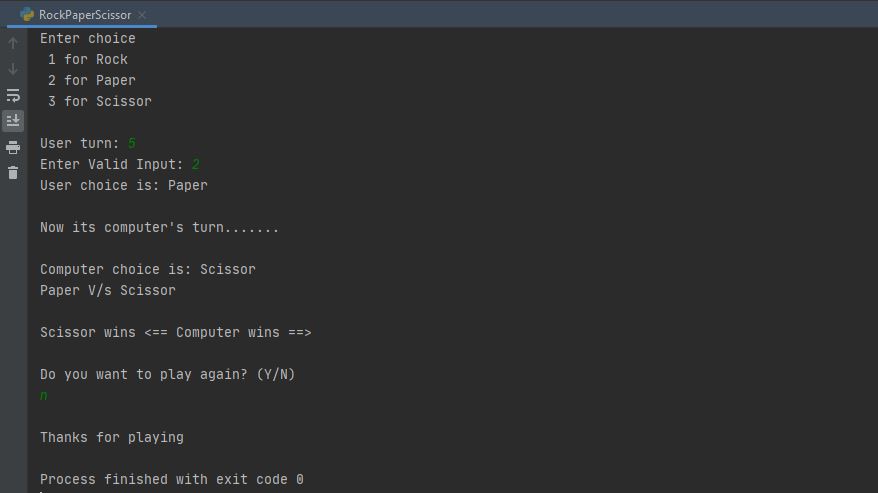 RockPaperScissor
Enter choice
1 for Rock
2 for Paper
3 for Scissor
User turn: 5
Enter Valid Input: 2
User choice is: Paper
Now its computer's turn.......
Computer choice is: Scissor
Paper V/s Scissor
Scissor wins <== Computer wins ==>
Do you want to play again? (Y/N)
n
Thanks for playing
Process finished with exit code 0